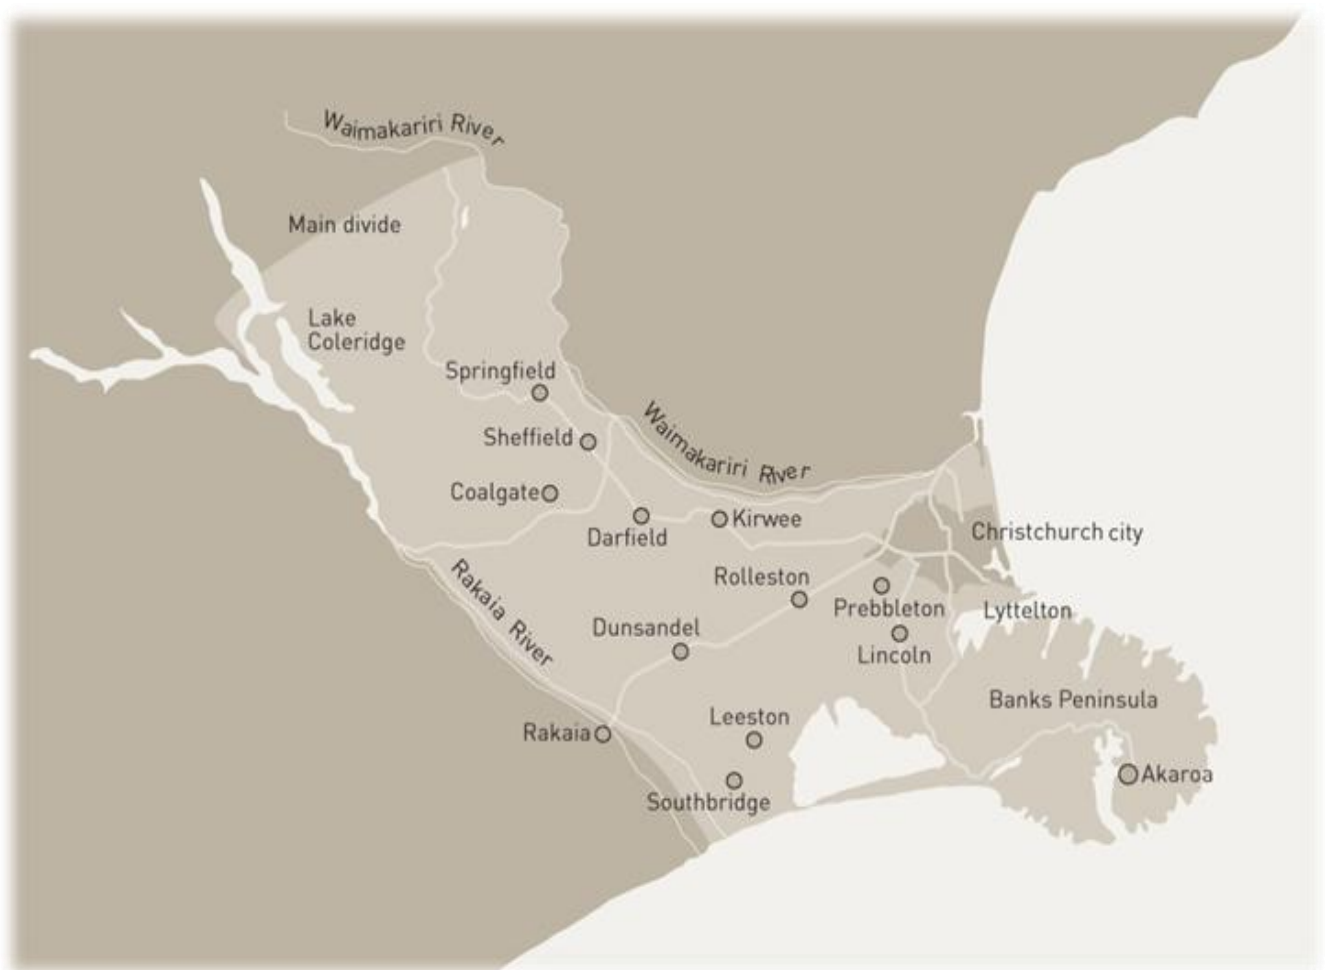 Waimakariri River
Main divide
Lake
Coleridge
Springfield
Sheffield
Waimakariri River
Coalgate
Darfield
Kirwee
Christchurch city
Rakaia River
Rolleston
Prebbleton
Lyttelton
Dunsandel
Lincoln
Banks Peninsula
Leeston
Rakaia
Akaroa
Southbridge